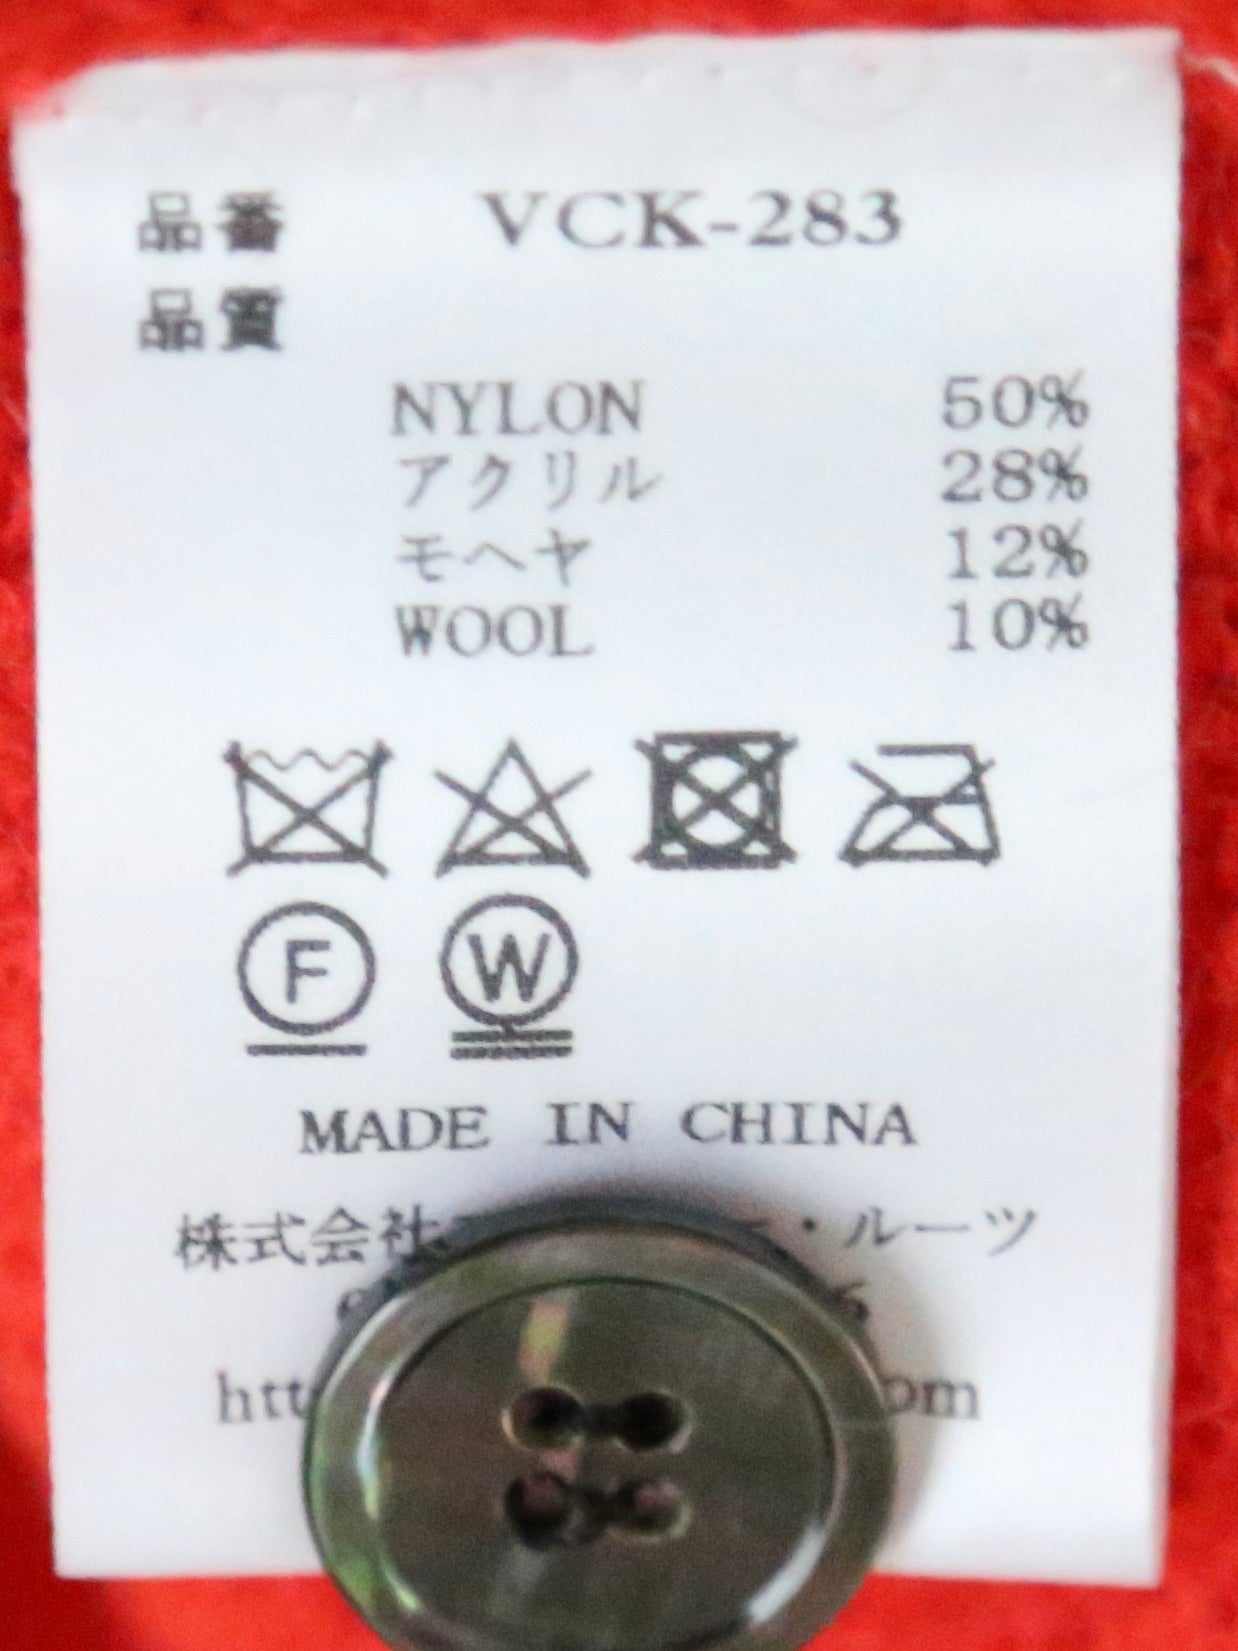 品番 VCK-283
品質
NYLON 50%
アクリル 28%
モヘヤ 12%
WOOL 10%
F W
MADE IN CHINA
株式会社 ・ルーツ